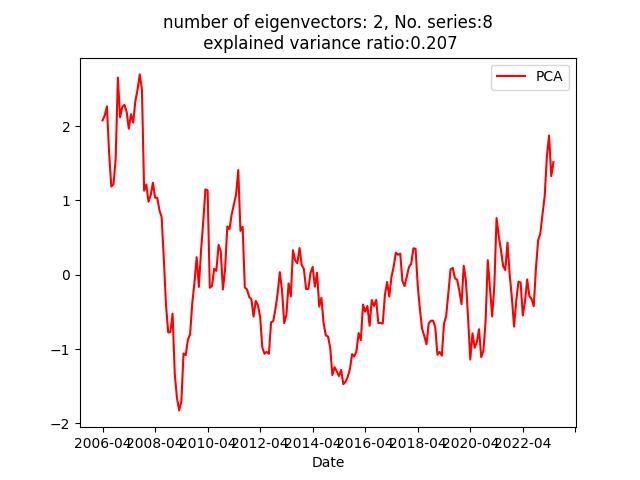 number of eigenvectors: 2, No. series:8
explained variance ratio:0.207
PCA
2
1
0
−1
−2
2006-04 2008-04 2010-04 2012-04 2014-04 2016-04 2018-04 2020-04 2022-04
Date